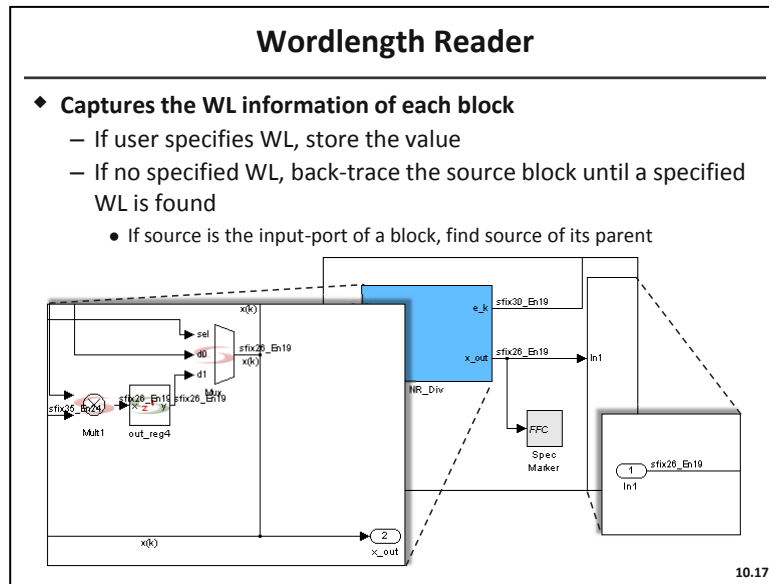 Wordlength Reader
◆ Captures the WL information of each block
– If user specifies WL, store the value
– If no specified WL, back-trace the source block until a specified
WL is found
• If source is the input-port of a block, find source of its parent
x(k)
sel
d0
d1
sfix26_En19
x(k)
Mux
sfix35_En24
sfix26_En19
sfix26_En19
x
z
y
Mult1
out_reg4
x(k)
2
x_out
e_k
sfix30_En19
x_out
sfix26_En19
In1
NR_Div
FFC
Spec
Marker
1
sfix26_En19
In1
10.17